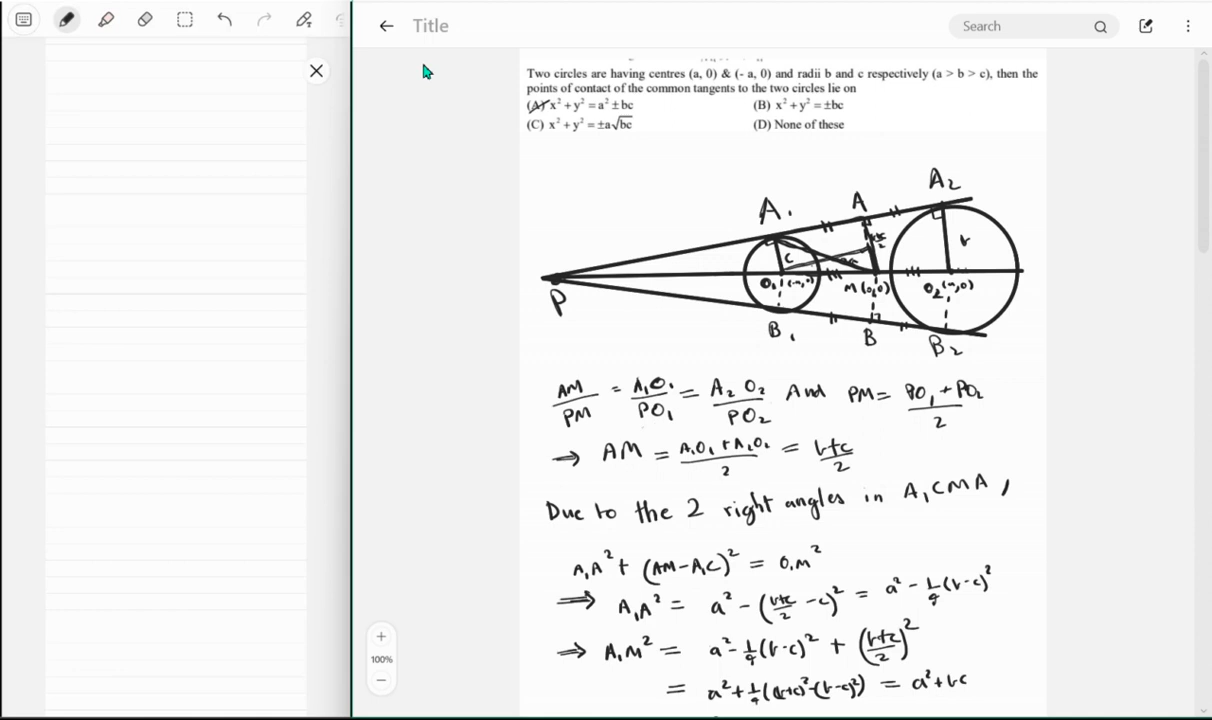 Title
Search
Two circles are having centres (a, 0) & (- a, 0) and radii b and c respectively (a > b > c), then the
points of contact of the common tangents to the two circles lie on
(A) x² + y² = a² ± bc (B) x² + y² = ±bc
(C) x² + y² = ±a√bc (D) None of these
A₂
A₁ A
C b
O₁ M (0,0) O₂
P
B₁ B B₂
AM/PM = A₁O₁/PO₁ = A₂O₂/PO₂ And PM = (PO₁ + PO₂)/2
⇒ AM = (A₁O₁ + A₂O₂)/2 = (b+c)/2
Due to the 2 right angles in A₁CMA,
A₁A² + (AM - A₁C)² = O₁M²
⇒ A₁A² = a² - ((b+c)/2 - c)² = a² - 1/4(b-c)²
⇒ A₁M² = a² - 1/4(b-c)² + ((b+c)/2)²
= a² + 1/4((b+c)² - (b-c)²) = a² + bc
100%